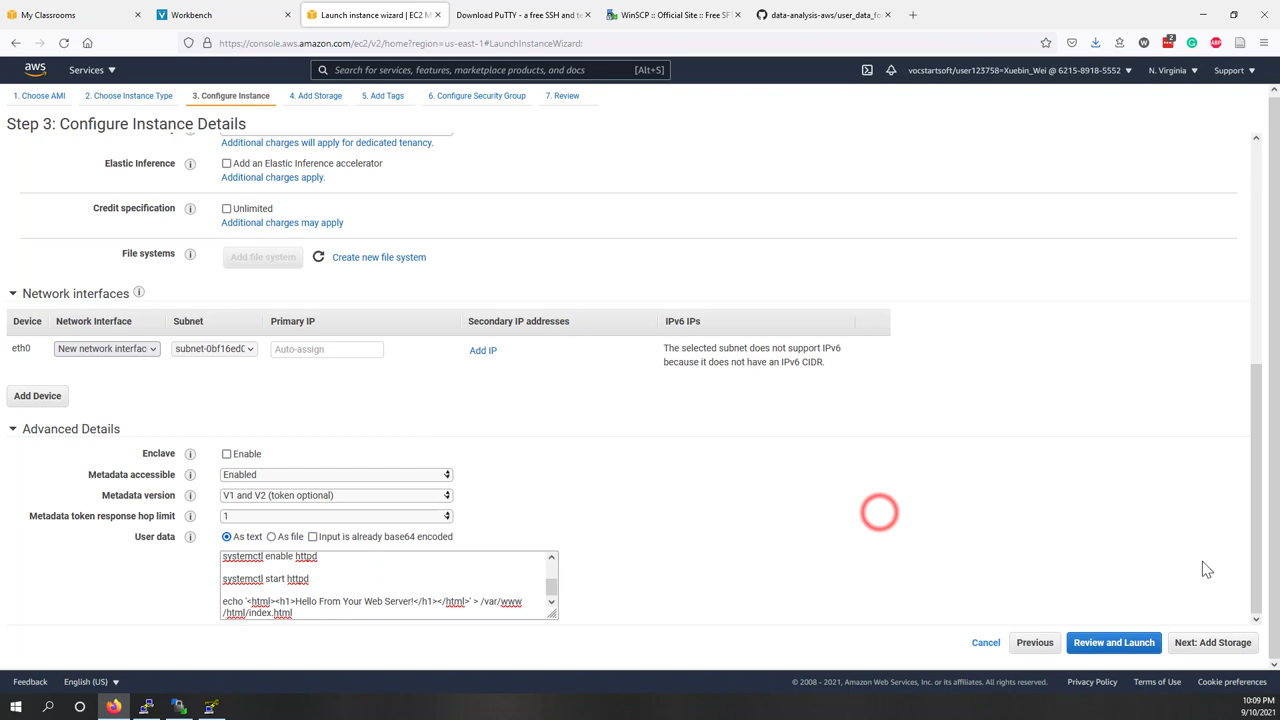 My Classrooms
Workbench
Launch instance wizard | EC2 M
Download PuTTY - a free SSH and te
WinSCP :: Official Site :: Free SF
data-analysis-aws/user_data_fo
https://console.aws.amazon.com/ec2/v2/home?region=us-east-1#LaunchInstanceWizard:
2
aws
Services
Search for services, features, marketplace products, and docs
[Alt+S]
vocstartsoft/user123758=Xuebin_Wei @ 6215-8918-5552
N. Virginia
Support
1. Choose AMI
2. Choose Instance Type
3. Configure Instance
4. Add Storage
5. Add Tags
6. Configure Security Group
7. Review
Step 3: Configure Instance Details
Additional charges will apply for dedicated tenancy.
Elastic Inference
Add an Elastic Inference accelerator
Additional charges apply.
Credit specification
Unlimited
Additional charges may apply
File systems
Add file system
Create new file system
Network interfaces
Device
Network Interface
Subnet
Primary IP
Secondary IP addresses
IPv6 IPs
eth0
New network interfac
subnet-0bf16ed0
Auto-assign
Add IP
The selected subnet does not support IPv6
because it does not have an IPv6 CIDR.
Add Device
Advanced Details
Enclave
Enable
Metadata accessible
Enabled
Metadata version
V1 and V2 (token optional)
Metadata token response hop limit
1
User data
As text
As file
Input is already base64 encoded
systemctl enable httpd
systemctl start httpd
echo '<html><h1>Hello From Your Web Server!</h1></html>' > /var/www
/html/index.html
Cancel
Previous
Review and Launch
Next: Add Storage
Feedback
English (US)
© 2008 - 2021, Amazon Web Services, Inc. or its affiliates. All rights reserved.
Privacy Policy
Terms of Use
Cookie preferences
10:09 PM
9/10/2021